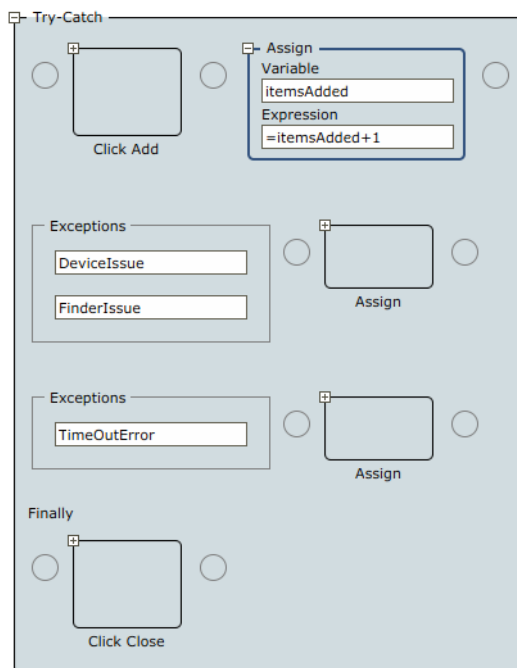 Try-Catch
Assign
Variable
itemsAdded
Expression
=itemsAdded+1
Click Add
Exceptions
DeviceIssue
FinderIssue
Assign
Exceptions
TimeOutError
Assign
Finally
Click Close